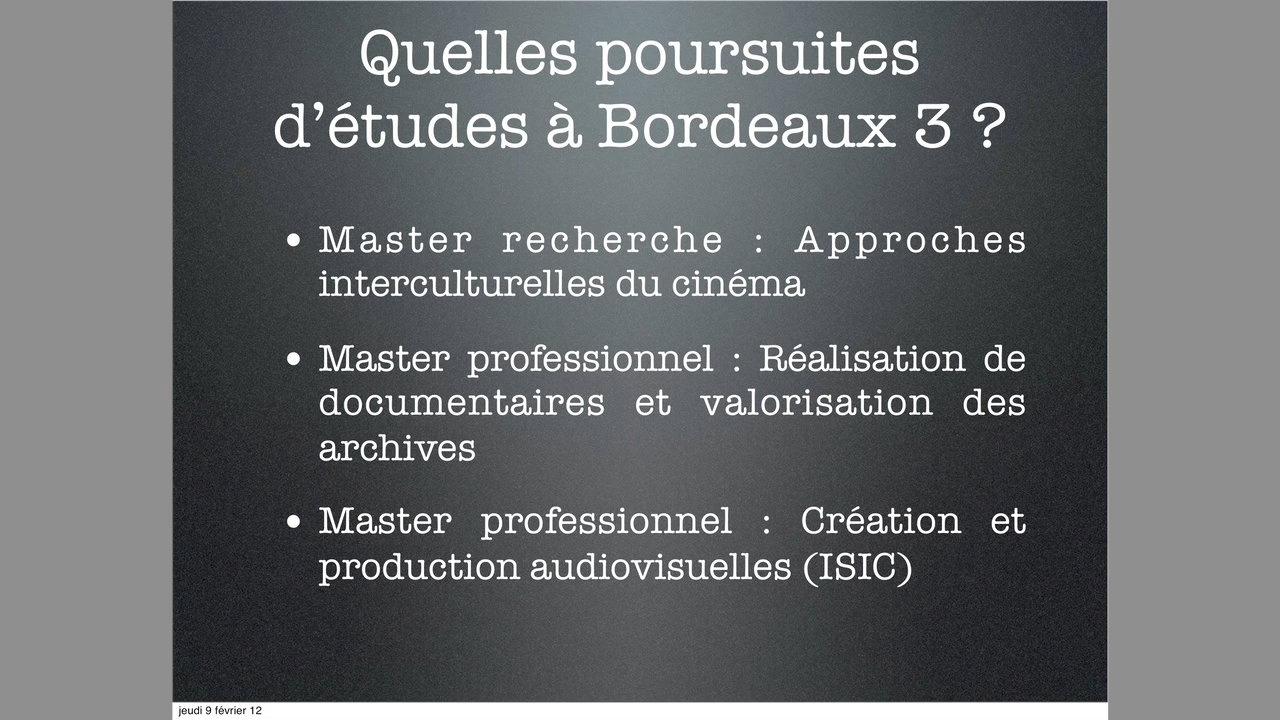 Quelles poursuites
d’études à Bordeaux 3 ?
• Master recherche : Approches
interculturelles du cinéma
• Master professionnel : Réalisation de
documentaires et valorisation des
archives
• Master professionnel : Création et
production audiovisuelles (ISIC)
jeudi 9 février 12